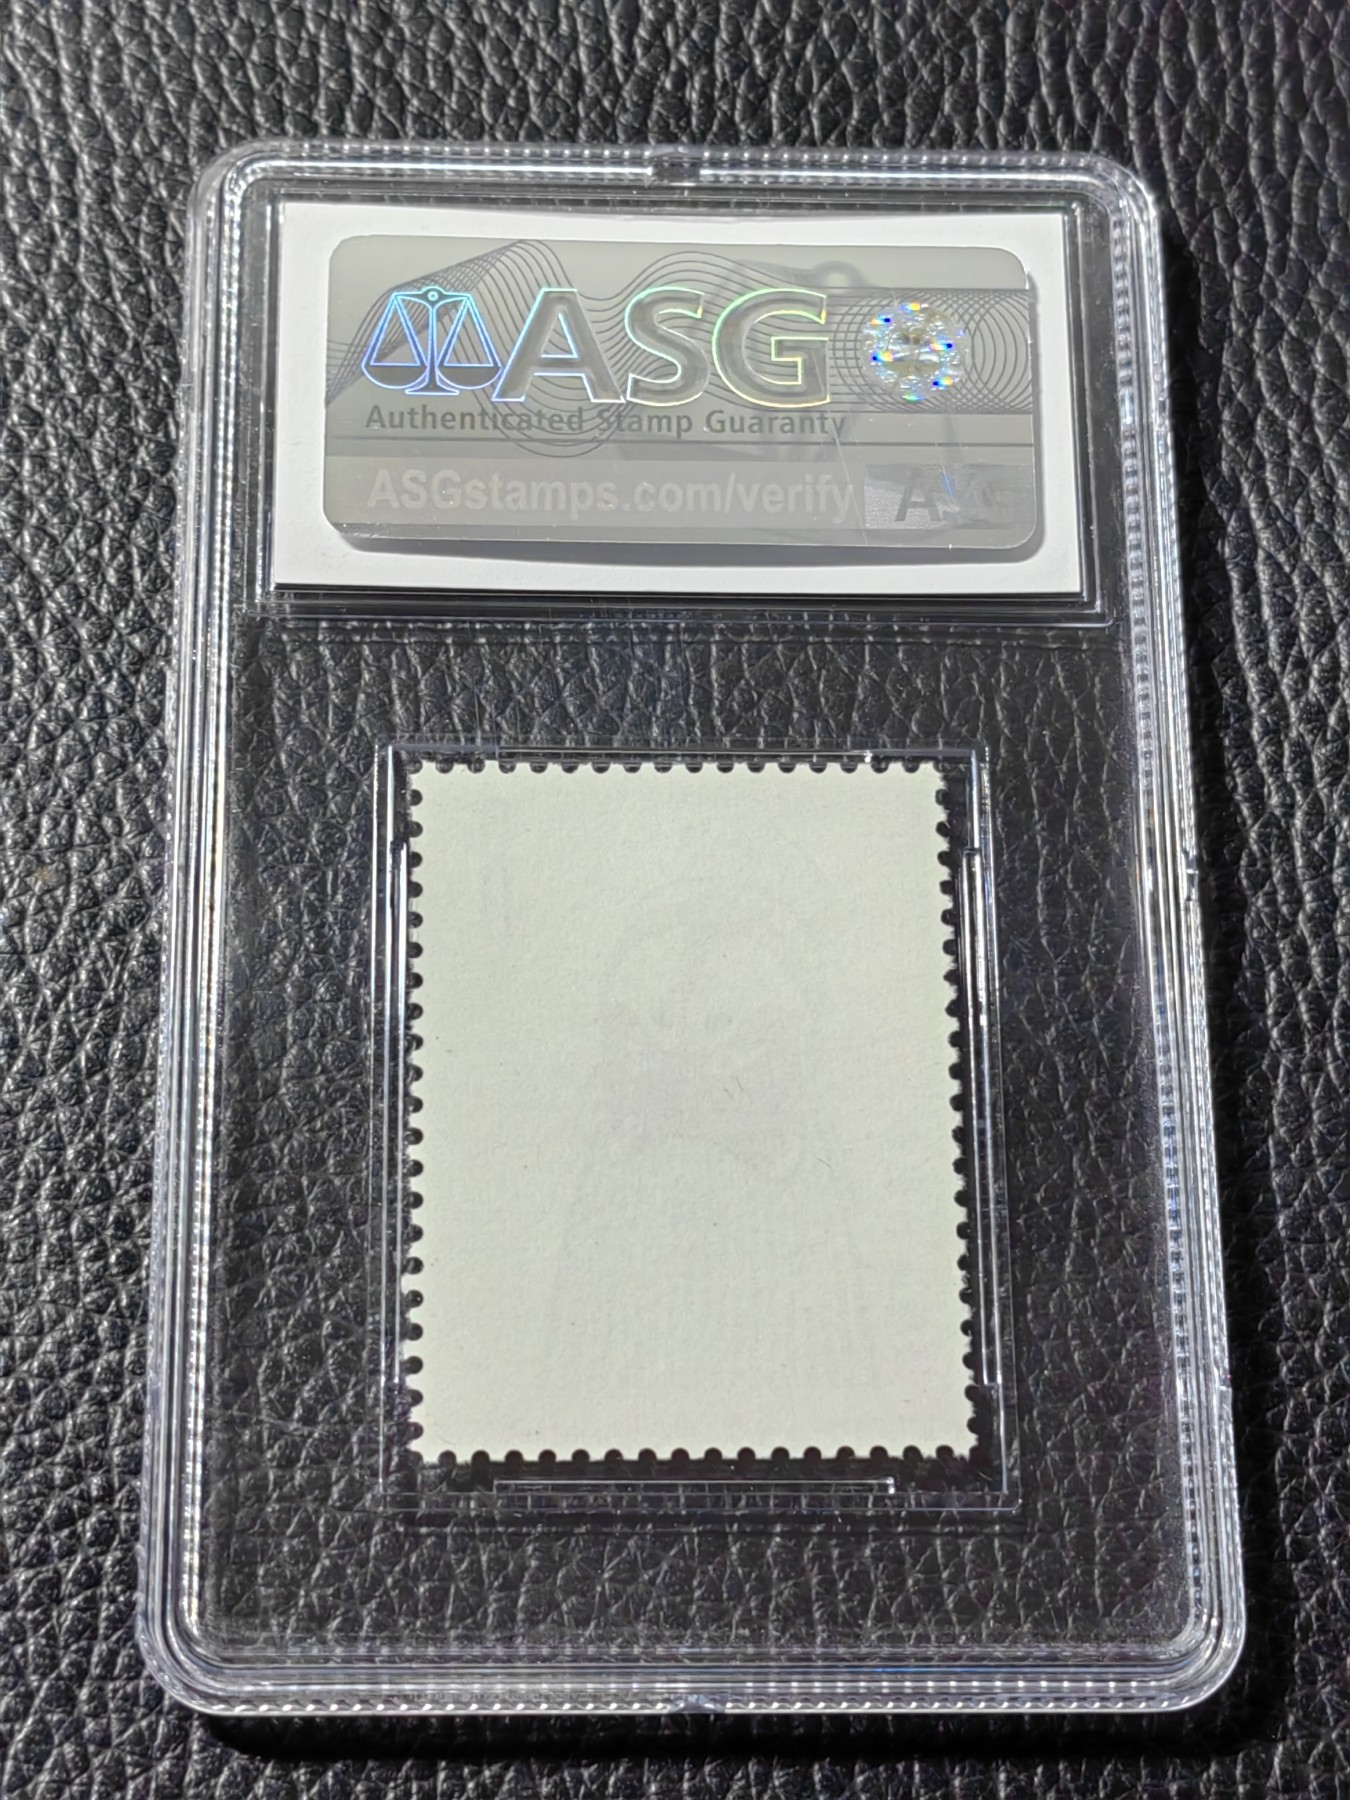 ASG
Authenticated Stamp Guaranty
ASGstamps.com/verify